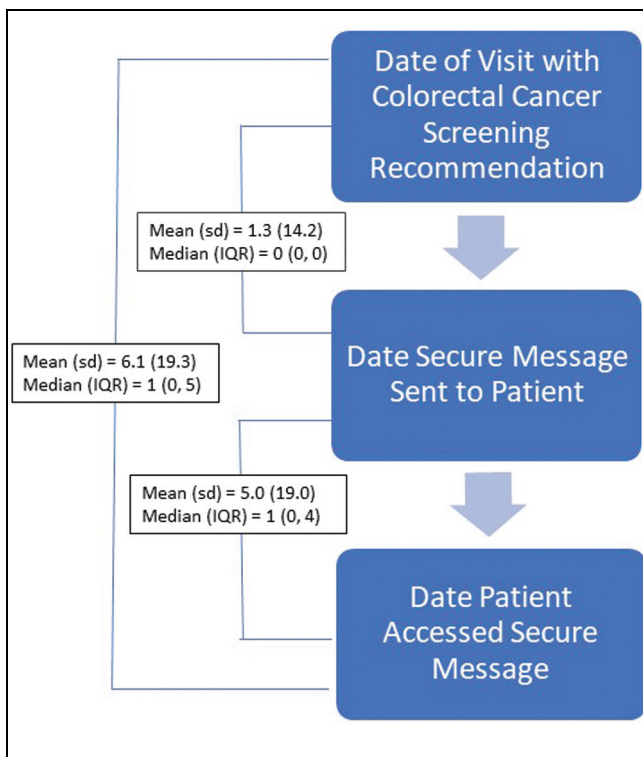 Date of Visit with
Colorectal Cancer
Screening
Recommendation
Mean (sd) = 1.3 (14.2)
Median (IQR) = 0 (0, 0)
Date Secure Message
Sent to Patient
Mean (sd) = 6.1 (19.3)
Median (IQR) = 1 (0, 5)
Mean (sd) = 5.0 (19.0)
Median (IQR) = 1 (0, 4)
Date Patient
Accessed Secure
Message